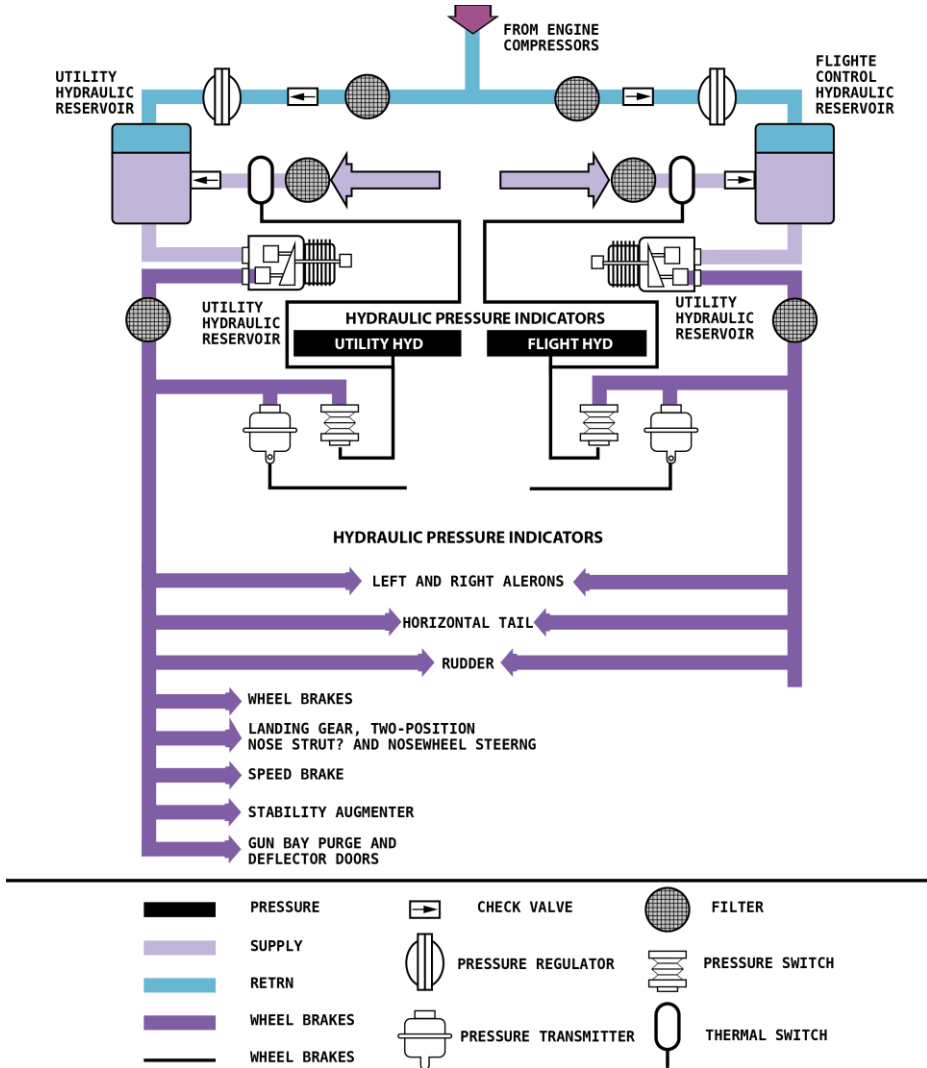 FROM ENGINE
COMPRESSORS
UTILITY
HYDRAULIC
RESERVOIR
FLIGHTE
CONTROL
HYDRAULIC
RESERVOIR
UTILITY
HYDRAULIC
RESERVOIR
HYDRAULIC PRESSURE INDICATORS
UTILITY HYD
FLIGHT HYD
UTILITY
HYDRAULIC
RESERVOIR
HYDRAULIC PRESSURE INDICATORS
LEFT AND RIGHT ALERONS
HORIZONTAL TAIL
RUDDER
WHEEL BRAKES
LANDING GEAR, TWO-POSITION
NOSE STRUT? AND NOSEWHEEL STEERNG
SPEED BRAKE
STABILITY AUGMENTER
GUN BAY PURGE AND
DEFLECTOR DOORS
PRESSURE
SUPPLY
RETRN
WHEEL BRAKES
WHEEL BRAKES
CHECK VALVE
PRESSURE REGULATOR
PRESSURE TRANSMITTER
FILTER
PRESSURE SWITCH
THERMAL SWITCH